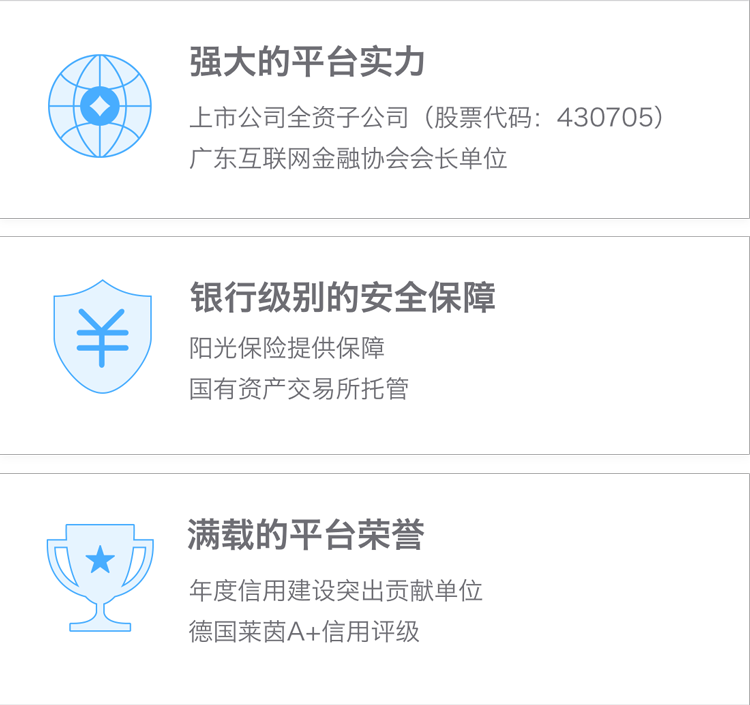 强大的平台实力
上市公司全资子公司（股票代码：430705）
广东互联网金融协会会长单位
银行级别的安全保障
阳光保险提供保障
国有资产交易所托管
满载的平台荣誉
年度信用建设突出贡献单位
德国莱茵A+信用评级